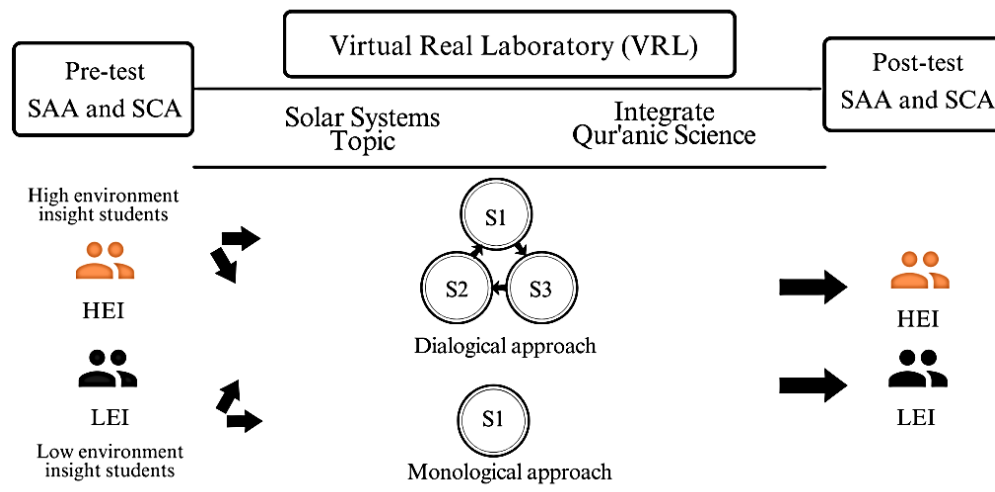 Virtual Real Laboratory (VRL)
Pre-test
SAA and SCA
Post-test
SAA and SCA
Solar Systems
Topic
Integrate
Qur'anic Science
High environment
insight students
HEI
LEI
Low environment
insight students
S1
S2
S3
Dialogical approach
S1
Monological approach
HEI
LEI